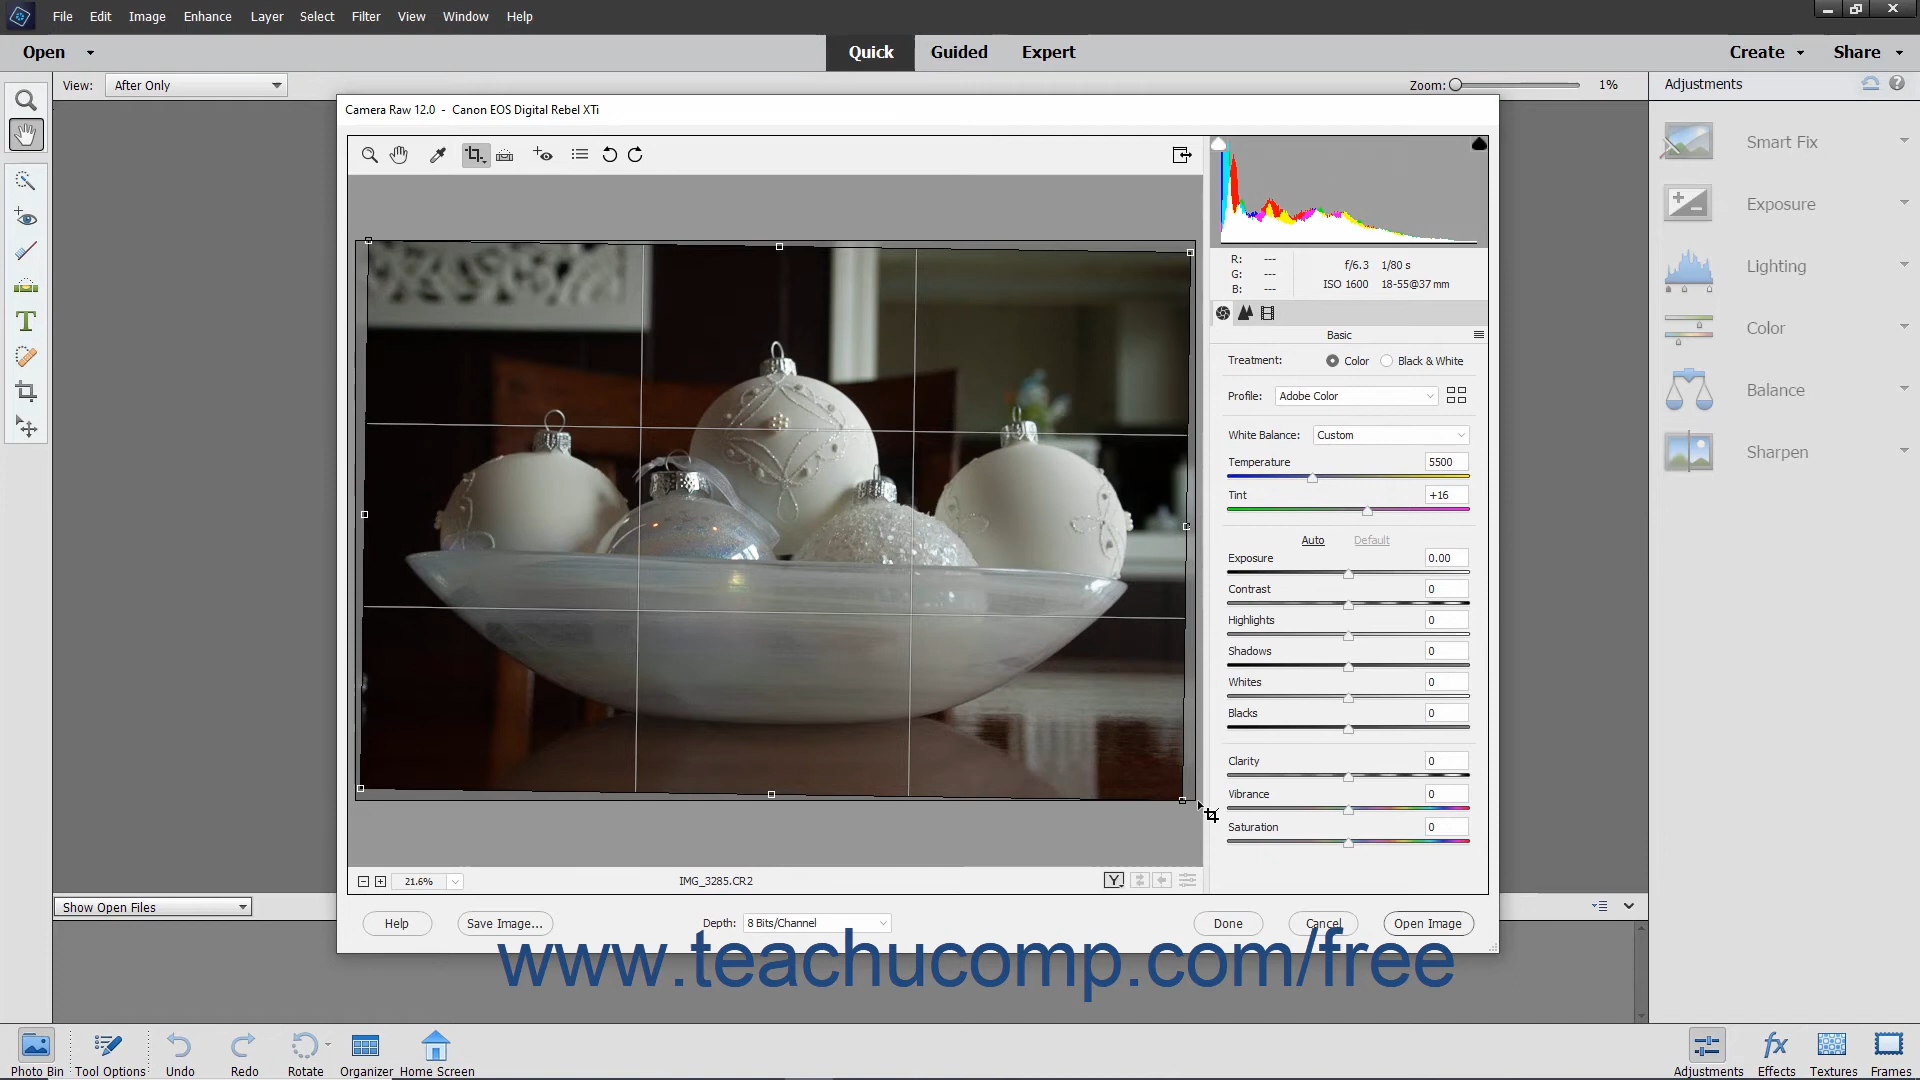 File Edit Image Enhance Layer Select Filter View Window Help
Open Quick Guided Expert Create Share
View: After Only Zoom: 1% Adjustments
Camera Raw 12.0 - Canon EOS Digital Rebel XTi
Smart Fix
Exposure
Lighting
Color
Balance
Sharpen
R: ---
G: ---
B: ---
f/6.3 1/80 s
ISO 1600 18-55@37 mm
Basic
Treatment: Color Black & White
Profile: Adobe Color
White Balance: Custom
Temperature 5500
Tint +16
Auto Default
Exposure 0.00
Contrast 0
Highlights 0
Shadows 0
Whites 0
Blacks 0
Clarity 0
Vibrance 0
Saturation 0
21.6% IMG_3285.CR2 Y
Show Open Files
Help Save Image... Depth: 8 Bits/Channel Done Cancel Open Image
www.teachucomp.com/free
Photo Bin Tool Options Undo Redo Rotate Organizer Home Screen Adjustments Effects Textures Frames